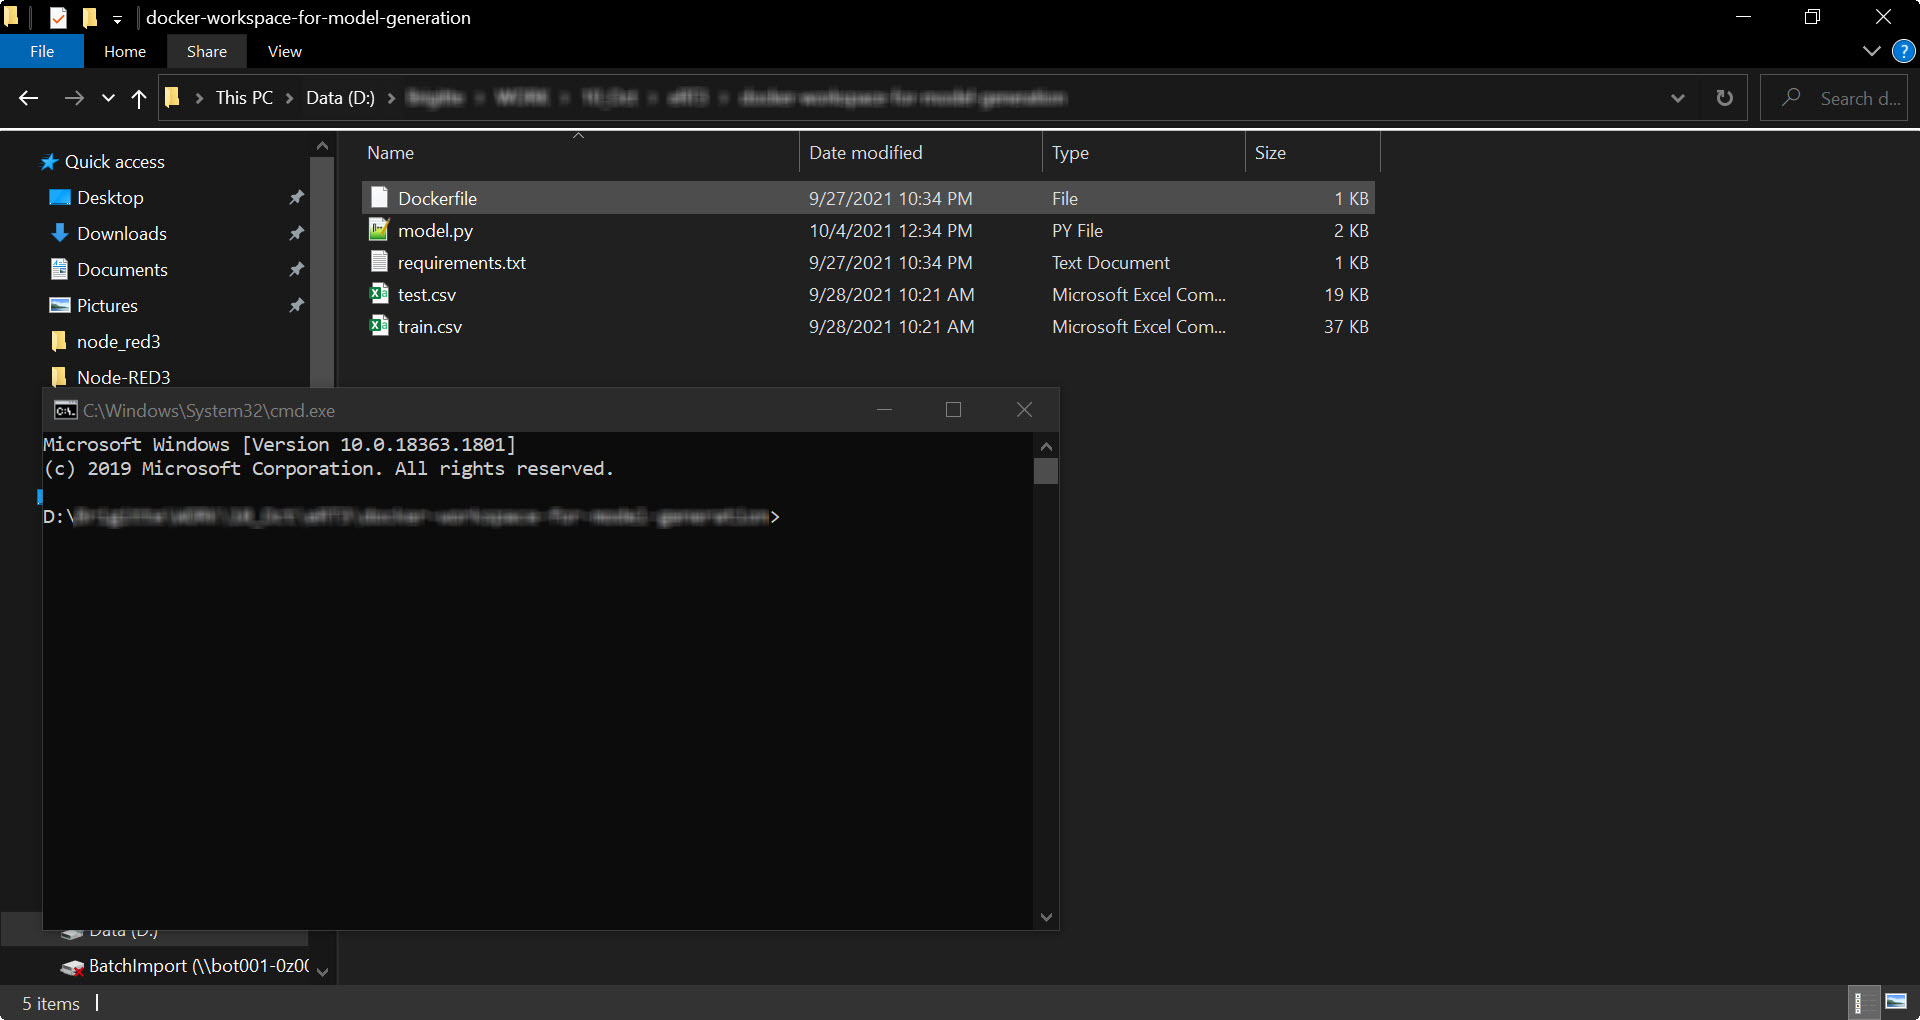 docker-workspace-for-model-generation
File Home Share View
This PC Data (D:) Search d...
Name Date modified Type Size
Quick access
Desktop
Downloads
Documents
Pictures
node_red3
Node-RED3
Dockerfile 9/27/2021 10:34 PM File 1 KB
model.py 10/4/2021 12:34 PM PY File 2 KB
requirements.txt 9/27/2021 10:34 PM Text Document 1 KB
test.csv 9/28/2021 10:21 AM Microsoft Excel Com... 19 KB
train.csv 9/28/2021 10:21 AM Microsoft Excel Com... 37 KB
C:\Windows\System32\cmd.exe
Microsoft Windows [Version 10.0.18363.1801]
(c) 2019 Microsoft Corporation. All rights reserved.
D:\ >
Data (D:)
BatchImport (\\bot001-0z00
5 items